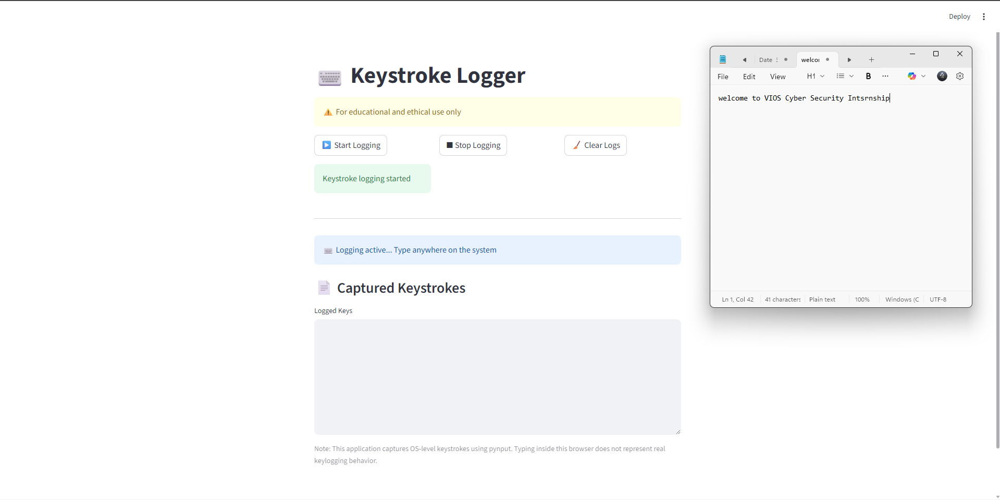 Deploy
Keystroke Logger
For educational and ethical use only
Start Logging
Stop Logging
Clear Logs
Keystroke logging started
Logging active... Type anywhere on the system
Captured Keystrokes
Logged Keys
Note: This application captures OS-level keystrokes using pynput. Typing inside this browser does not represent real
keylogging behavior.
Date
welcor
File Edit View H1 B
welcome to VIOS Cyber Security Intsrnship
Ln 1, Col 42 41 characters Plain text 100% Windows (C UTF-8